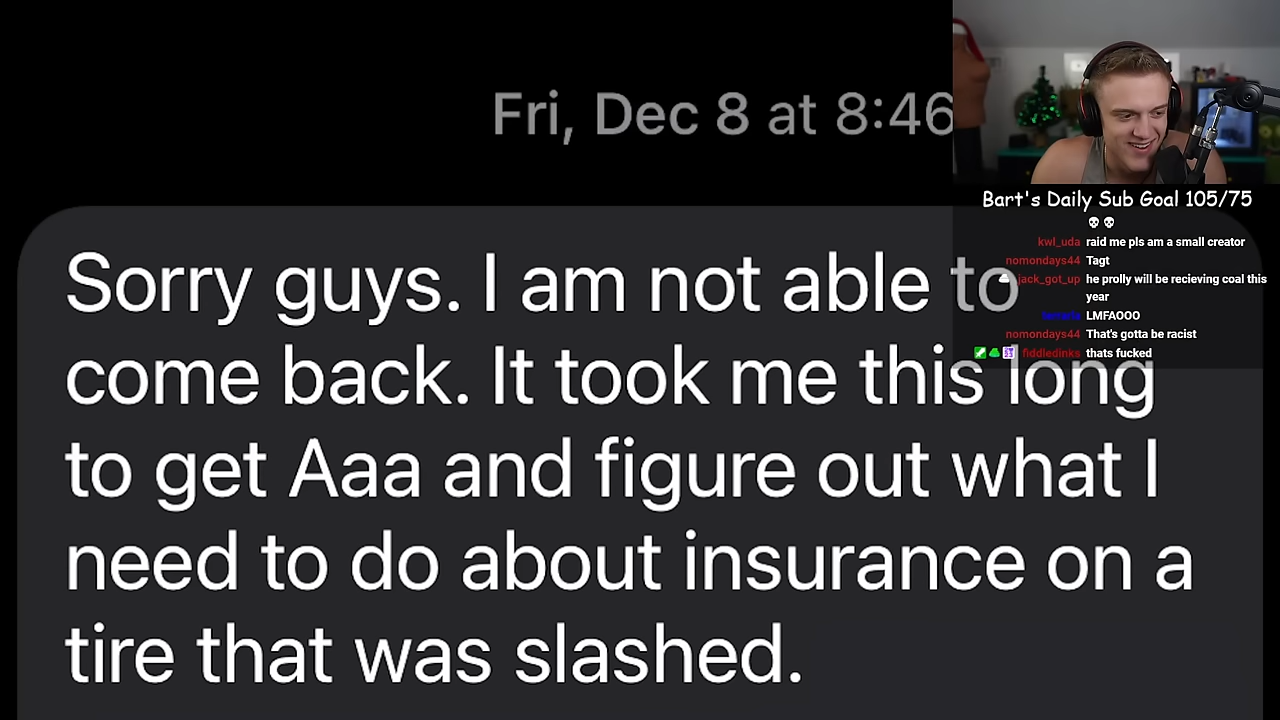 Fri, Dec 8 at 8:46
Sorry guys. I am not able to
come back. It took me this long
to get Aaa and figure out what I
need to do about insurance on a
tire that was slashed.
Bart's Daily Sub Goal 105/75
💀💀
kwl_uda raid me pls am a small creator
nomondays44 Tagt
jack_got_up he prolly will be recieving coal this
year
LMFAOOO
nomondays44 That's gotta be racist
fiddledinks thats fucked